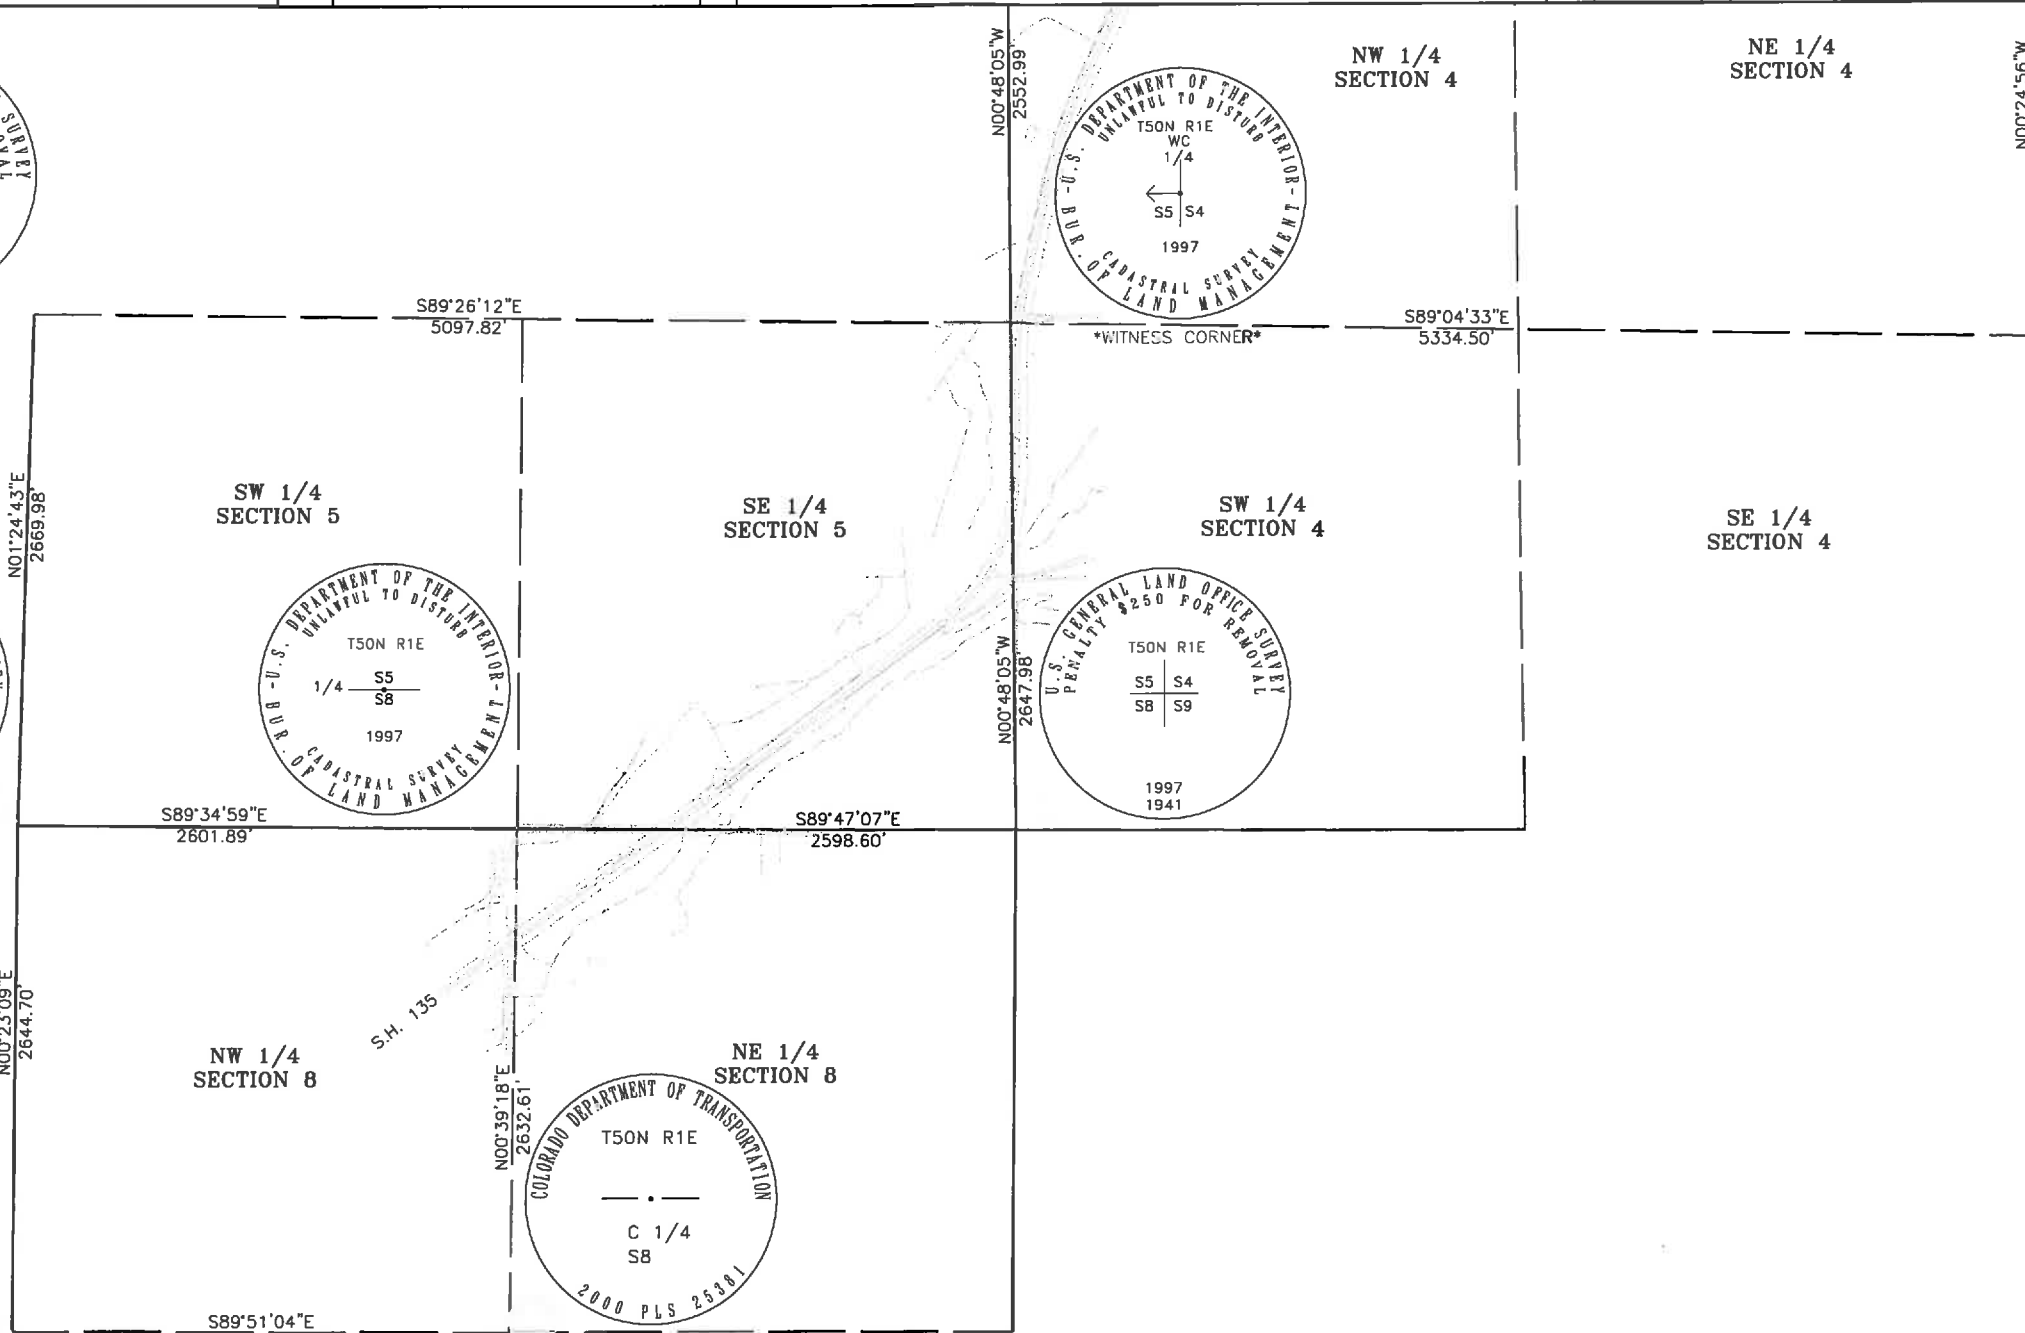 SURVEY
N00°48'05"W
2552.99
NW 1/4
SECTION 4
NE 1/4
SECTION 4
N00°24'56"W
-U.S. DEPARTMENT OF THE INTERIOR-
UNLAWFUL TO DISTURB
T50N R1E
WC
1/4
S5 S4
1997
CADASTRAL SURVEY
BUR. OF LAND MANAGEMENT
S89°26'12"E
5097.82'
*WITNESS CORNER*
S89°04'33"E
5334.50'
N01°24'43"E
2669.98'
SW 1/4
SECTION 5
SE 1/4
SECTION 5
SW 1/4
SECTION 4
SE 1/4
SECTION 4
-U.S. DEPARTMENT OF THE INTERIOR-
UNLAWFUL TO DISTURB
T50N R1E
1/4 S5
S8
1997
CADASTRAL SURVEY
BUR. OF LAND MANAGEMENT
N00°48'05"W
2647.98'
U.S. GENERAL LAND OFFICE SURVEY
PENALTY $250 FOR REMOVAL
T50N R1E
S5 S4
S8 S9
1997
1941
S89°34'59"E
2601.89'
S89°47'07"E
2598.60'
N00°23'09"E
2644.70'
S.H. 135
NW 1/4
SECTION 8
NE 1/4
SECTION 8
N00°39'18"E
2632.61'
COLORADO DEPARTMENT OF TRANSPORTATION
T50N R1E
C 1/4
S8
2000 PLS 25381
S89°51'04"E